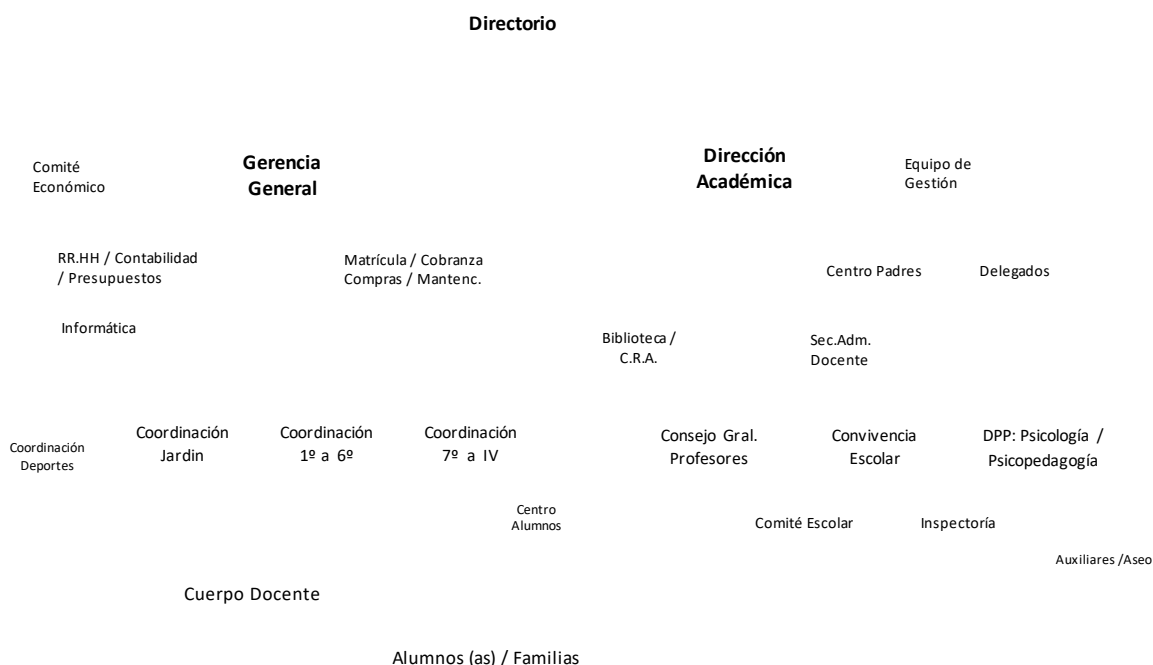 Directorio
Comité
Económico
Gerencia
General
Dirección
Académica
Equipo de
Gestión
RR.HH / Contabilidad
/ Presupuestos
Matrícula / Cobranza
Compras / Mantenc.
Centro Padres
Delegados
Informática
Biblioteca /
C.R.A.
Sec.Adm.
Docente
Coordinación
Deportes
Coordinación
Jardin
Coordinación
1º a 6º
Coordinación
7º a IV
Consejo Gral.
Profesores
Convivencia
Escolar
DPP: Psicología /
Psicopedagogía
Centro
Alumnos
Comité Escolar
Inspectoría
Auxiliares /Aseo
Cuerpo Docente
Alumnos (as) / Familias